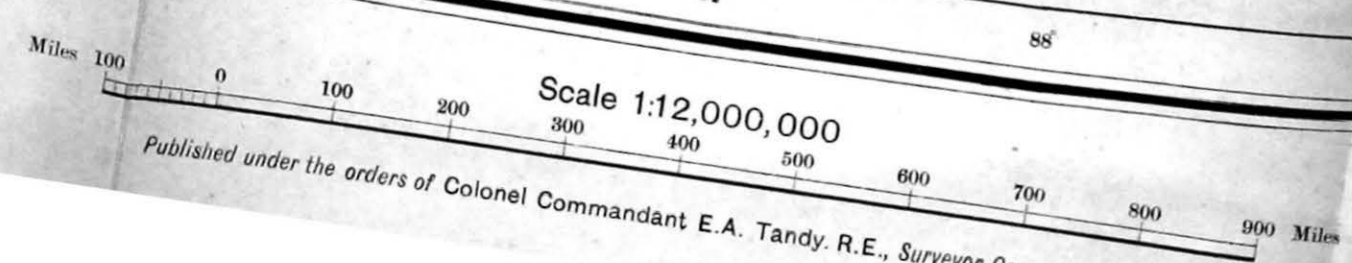 88°
Scale 1:12,000,000
Miles 100 0 100 200 300 400 500 600 700 800 900 Miles
Published under the orders of Colonel Commandant E.A. Tandy. R.E., Surveyor